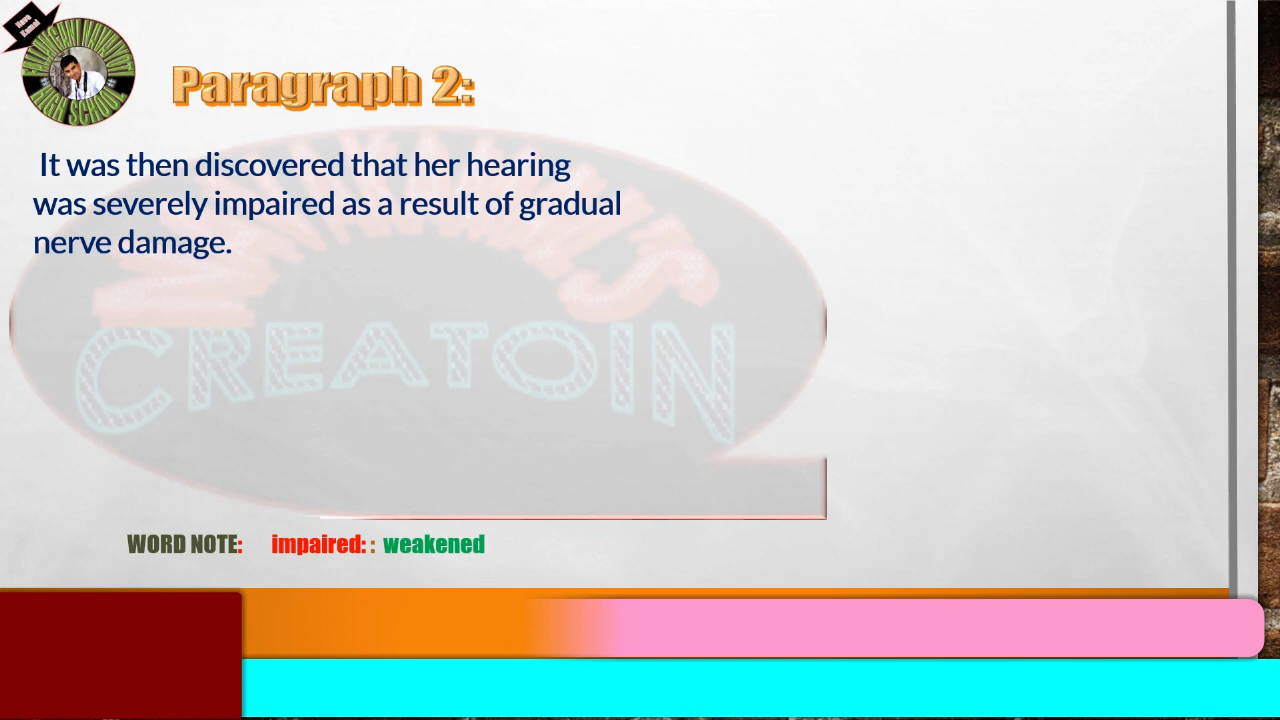 Paragraph 2:
It was then discovered that her hearing
was severely impaired as a result of gradual
nerve damage.
CREATOIN
WORD NOTE: impaired: : weakened